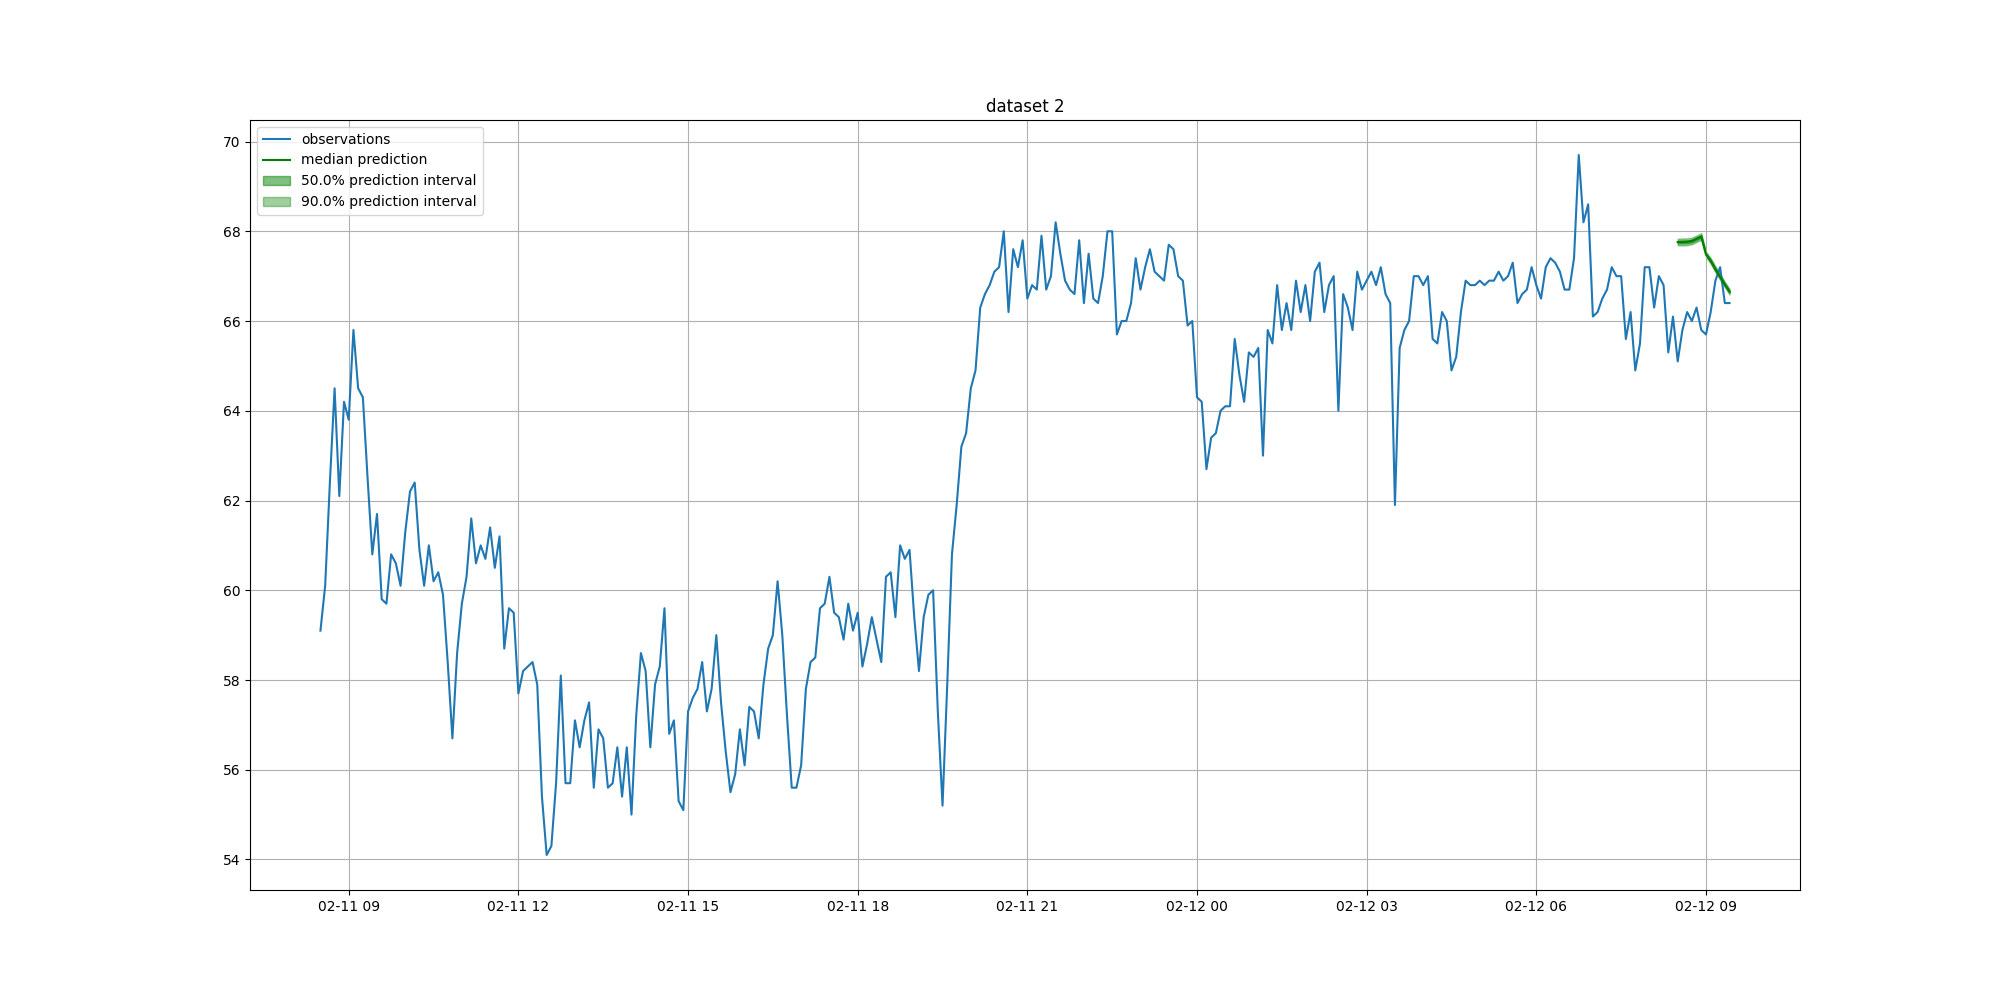 dataset 2
observations
median prediction
50.0% prediction interval
90.0% prediction interval
70
68
66
64
62
60
58
56
54
02-11 09 02-11 12 02-11 15 02-11 18 02-11 21 02-12 00 02-12 03 02-12 06 02-12 09